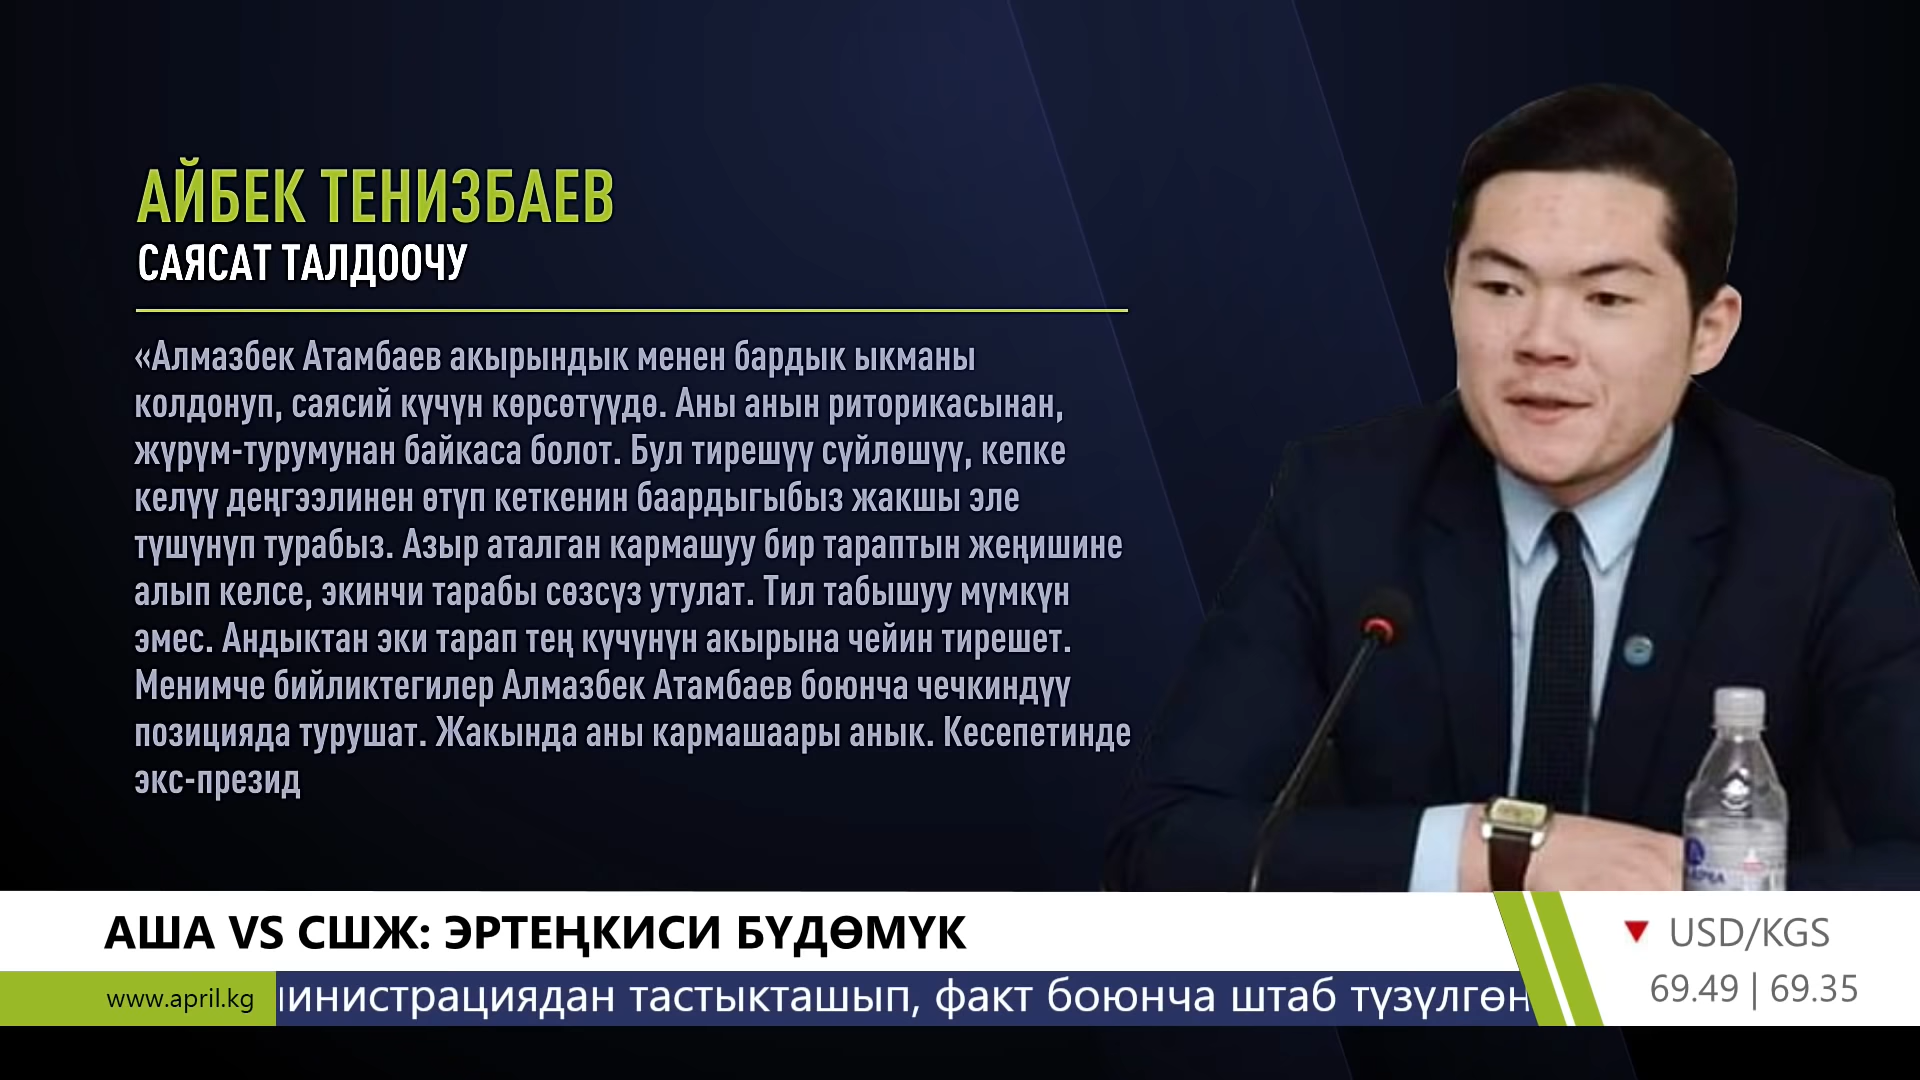 АЙБЕК ТЕНИЗБАЕВ
САЯСАТ ТАЛДООЧУ
«Алмазбек Атамбаев акырындык менен бардык ыкманы
колдонуп, саясий күчүн көрсөтүүдө. Аны анын риторикасынан,
жүрүм-турумунан байкаса болот. Бул тирешүү сүйлөшүү, кепке
келүү деңгээлинен өтүп кеткенин баардыгыбыз жакшы эле
түшүнүп турабыз. Азыр аталган кармашуу бир тараптын жеңишине
алып келсе, экинчи тарабы сөзсүз утулат. Тил табышуу мүмкүн
эмес. Андыктан эки тарап тең күчүнүн акырына чейин тирешет.
Менимче бийликтегилер Алмазбек Атамбаев боюнча чечкиндүү
позицияда турушат. Жакында аны кармашаары анык. Кесепетинде
экс-презид
АША VS СШЖ: ЭРТЕҢКИСИ БҮДӨМҮК
USD/KGS
69.49 | 69.35
www.april.kg
инистрациядан тастыкташып, факт боюнча штаб түзүлгөн